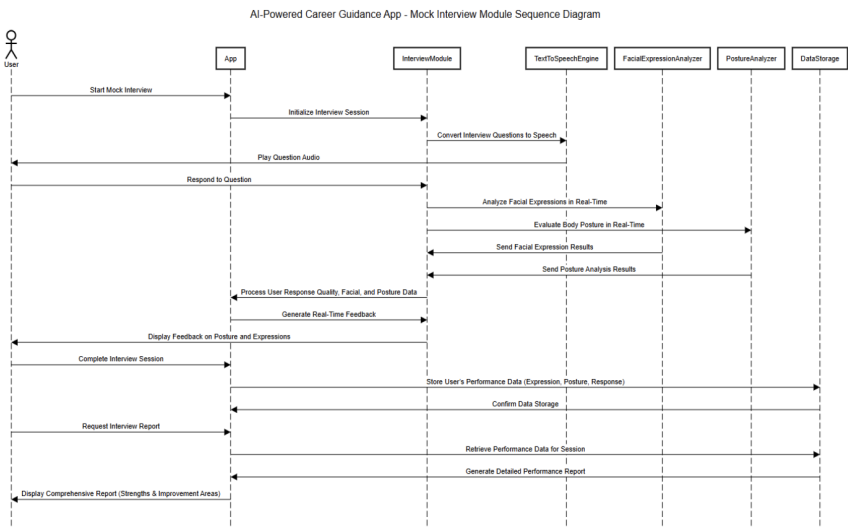 AI-Powered Career Guidance App - Mock Interview Module Sequence Diagram
User
App
InterviewModule
TextToSpeechEngine
FacialExpressionAnalyzer
PostureAnalyzer
DataStorage
Start Mock Interview
Initialize Interview Session
Convert Interview Questions to Speech
Play Question Audio
Respond to Question
Analyze Facial Expressions in Real-Time
Evaluate Body Posture in Real-Time
Send Facial Expression Results
Send Posture Analysis Results
Process User Response Quality, Facial, and Posture Data
Generate Real-Time Feedback
Display Feedback on Posture and Expressions
Complete Interview Session
Store User's Performance Data (Expression, Posture, Response)
Confirm Data Storage
Request Interview Report
Retrieve Performance Data for Session
Generate Detailed Performance Report
Display Comprehensive Report (Strengths & Improvement Areas)